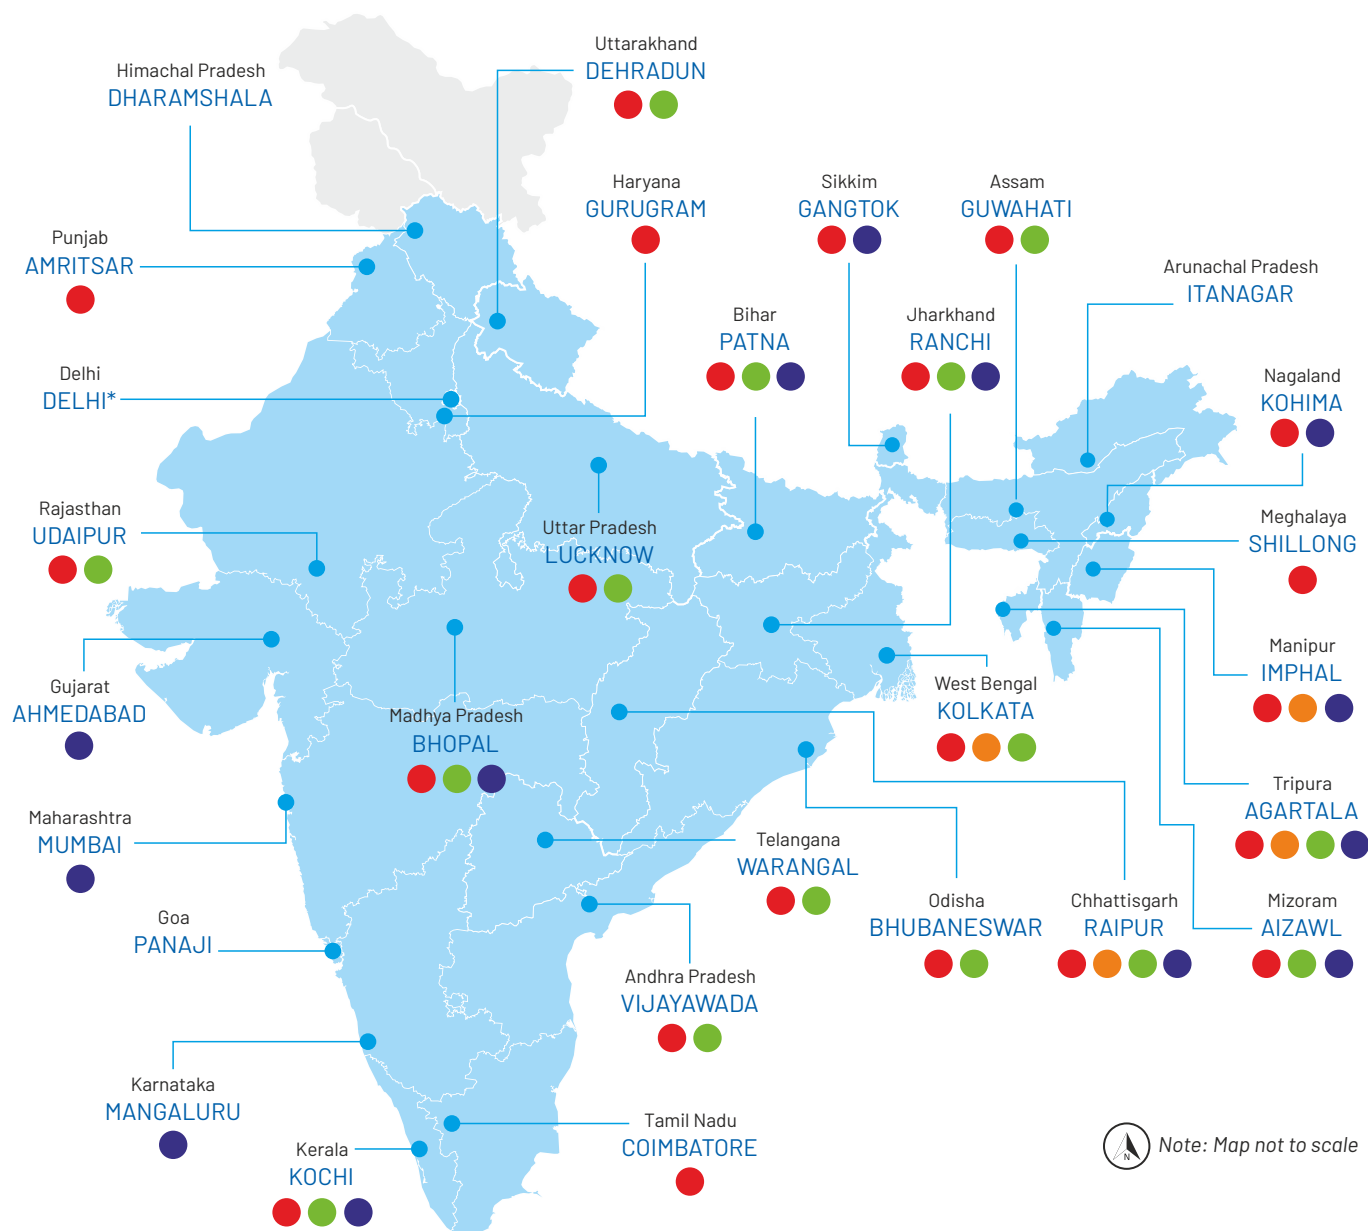 Uttarakhand
DEHRADUN
Himachal Pradesh
DHARAMSHALA
Haryana
GURUGRAM
Sikkim
GANGTOK
Assam
GUWAHATI
Punjab
AMRITSAR
Arunachal Pradesh
ITANAGAR
Bihar
PATNA
Jharkhand
RANCHI
Delhi
DELHI*
Nagaland
KOHIMA
Rajasthan
UDAIPUR
Uttar Pradesh
LUCKNOW
Meghalaya
SHILLONG
Manipur
IMPHAL
Gujarat
AHMEDABAD
West Bengal
KOLKATA
Madhya Pradesh
BHOPAL
Tripura
AGARTALA
Maharashtra
MUMBAI
Telangana
WARANGAL
Odisha
BHUBANESWAR
Chhattisgarh
RAIPUR
Mizoram
AIZAWL
Goa
PANAJI
Andhra Pradesh
VIJAYAWADA
Karnataka
MANGALURU
Tamil Nadu
COIMBATORE
Kerala
KOCHI
N
Note: Map not to scale